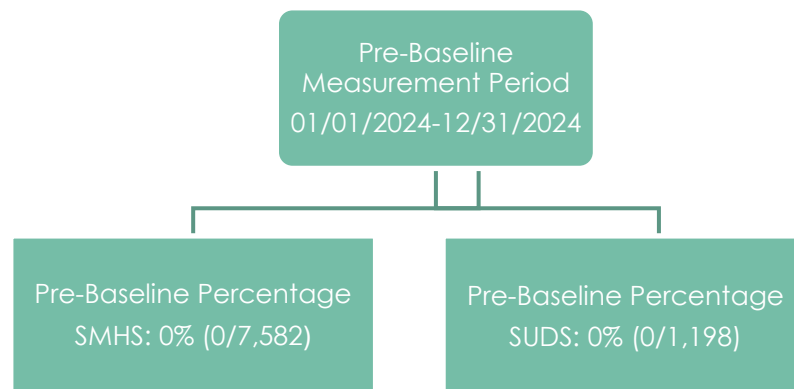 Pre-Baseline
Measurement Period
01/01/2024-12/31/2024
Pre-Baseline Percentage
SMHS: 0% (0/7,582)
Pre-Baseline Percentage
SUDS: 0% (0/1,198)